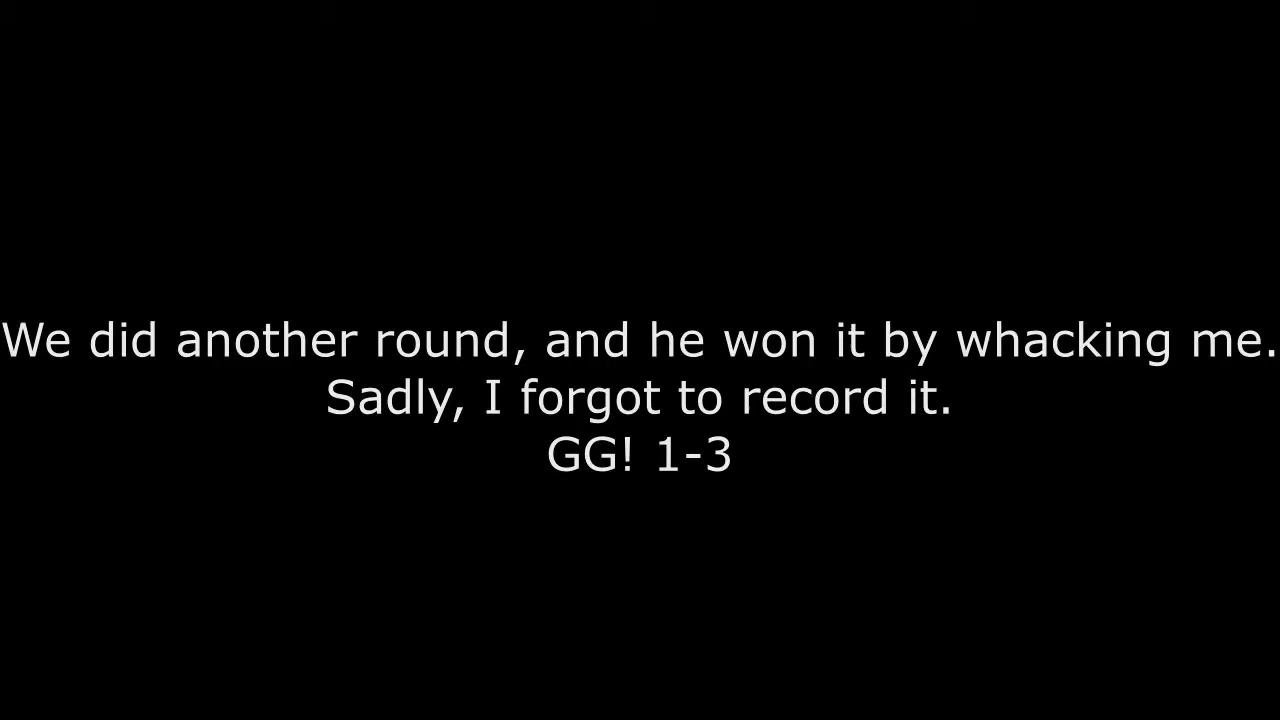 We did another round, and he won it by whacking me.
Sadly, I forgot to record it.
GG! 1-3